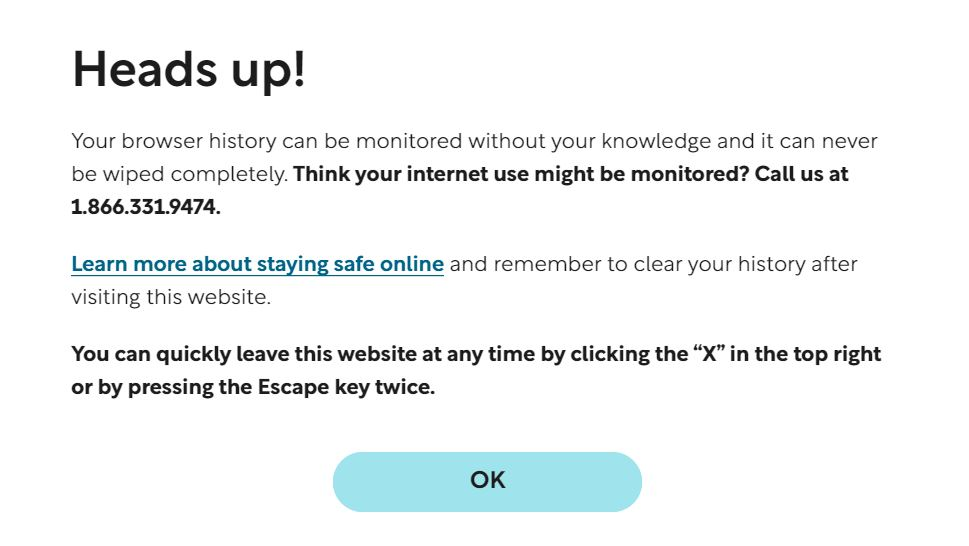 Heads up!
Your browser history can be monitored without your knowledge and it can never
be wiped completely. Think your internet use might be monitored? Call us at
1.866.331.9474.
Learn more about staying safe online and remember to clear your history after
visiting this website.
You can quickly leave this website at any time by clicking the “X” in the top right
or by pressing the Escape key twice.
OK